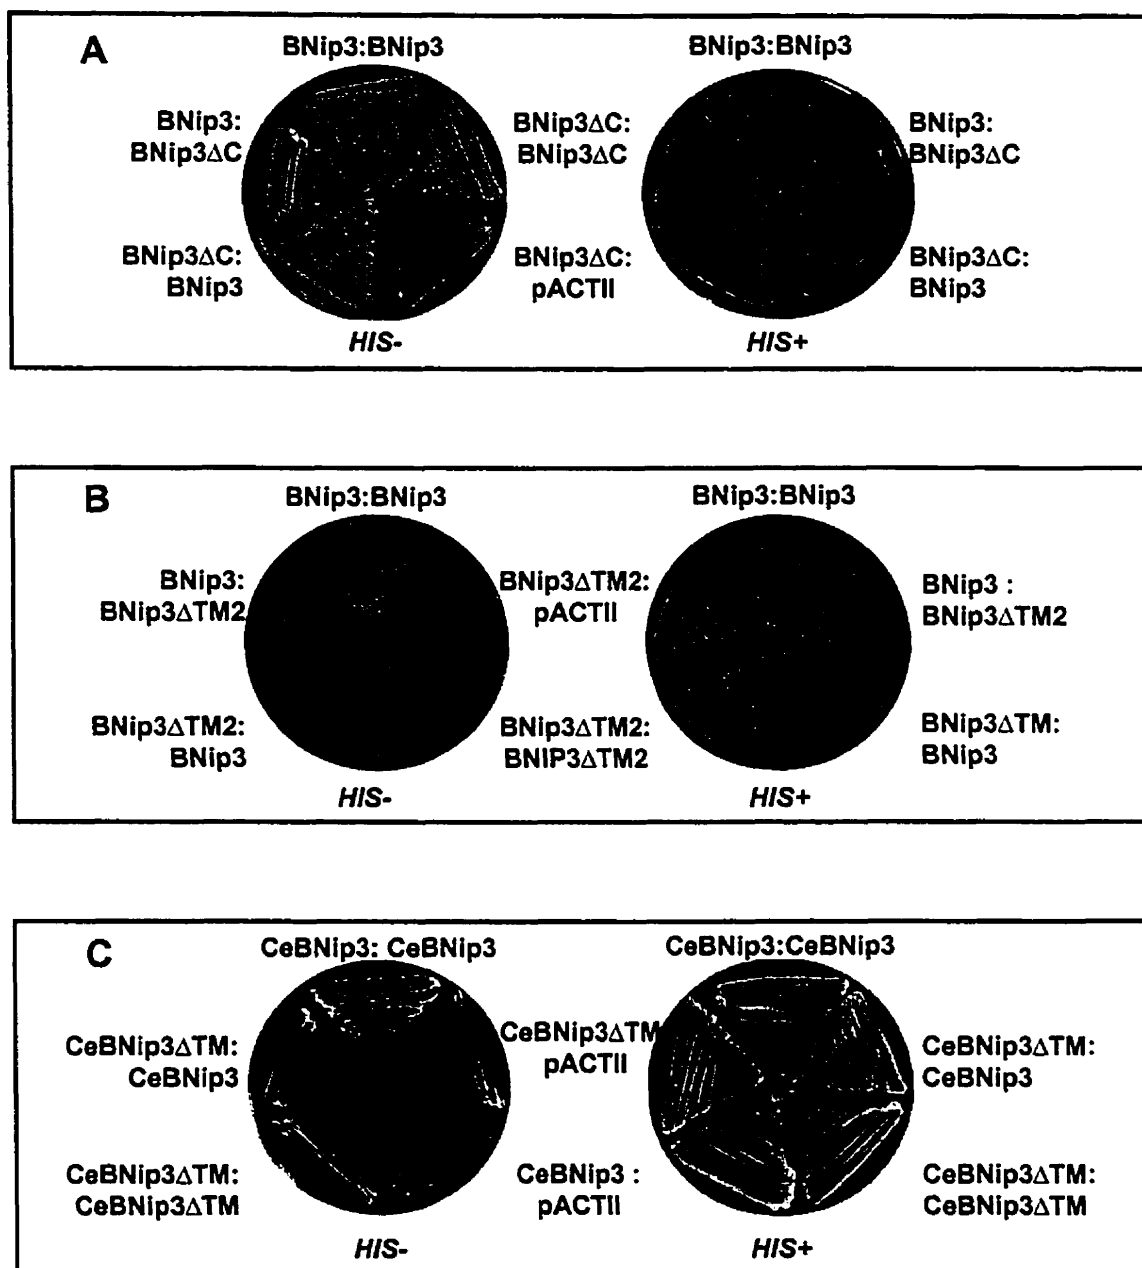 A
BNip3:BNip3
BNip3:BNip3
BNip3:
BNip3ΔC
BNip3ΔC:
BNip3ΔC
BNip3:
BNip3ΔC
BNip3ΔC:
BNip3
BNip3ΔC:
pACTII
BNip3ΔC:
BNip3
HIS-
HIS+
B
BNip3:BNip3
BNip3:BNip3
BNip3:
BNip3ΔTM2
BNip3ΔTM2:
pACTII
BNip3 :
BNip3ΔTM2
BNip3ΔTM2:
BNip3
BNip3ΔTM2:
BNIP3ΔTM2
BNip3ΔTM:
BNip3
HIS-
HIS+
C
CeBNip3: CeBNip3
CeBNip3:CeBNip3
CeBNip3ΔTM:
CeBNip3
CeBNip3ΔTM
pACTII
CeBNip3ΔTM:
CeBNip3
CeBNip3ΔTM:
CeBNip3ΔTM
CeBNip3 :
pACTII
CeBNip3ΔTM:
CeBNip3ΔTM
HIS-
HIS+